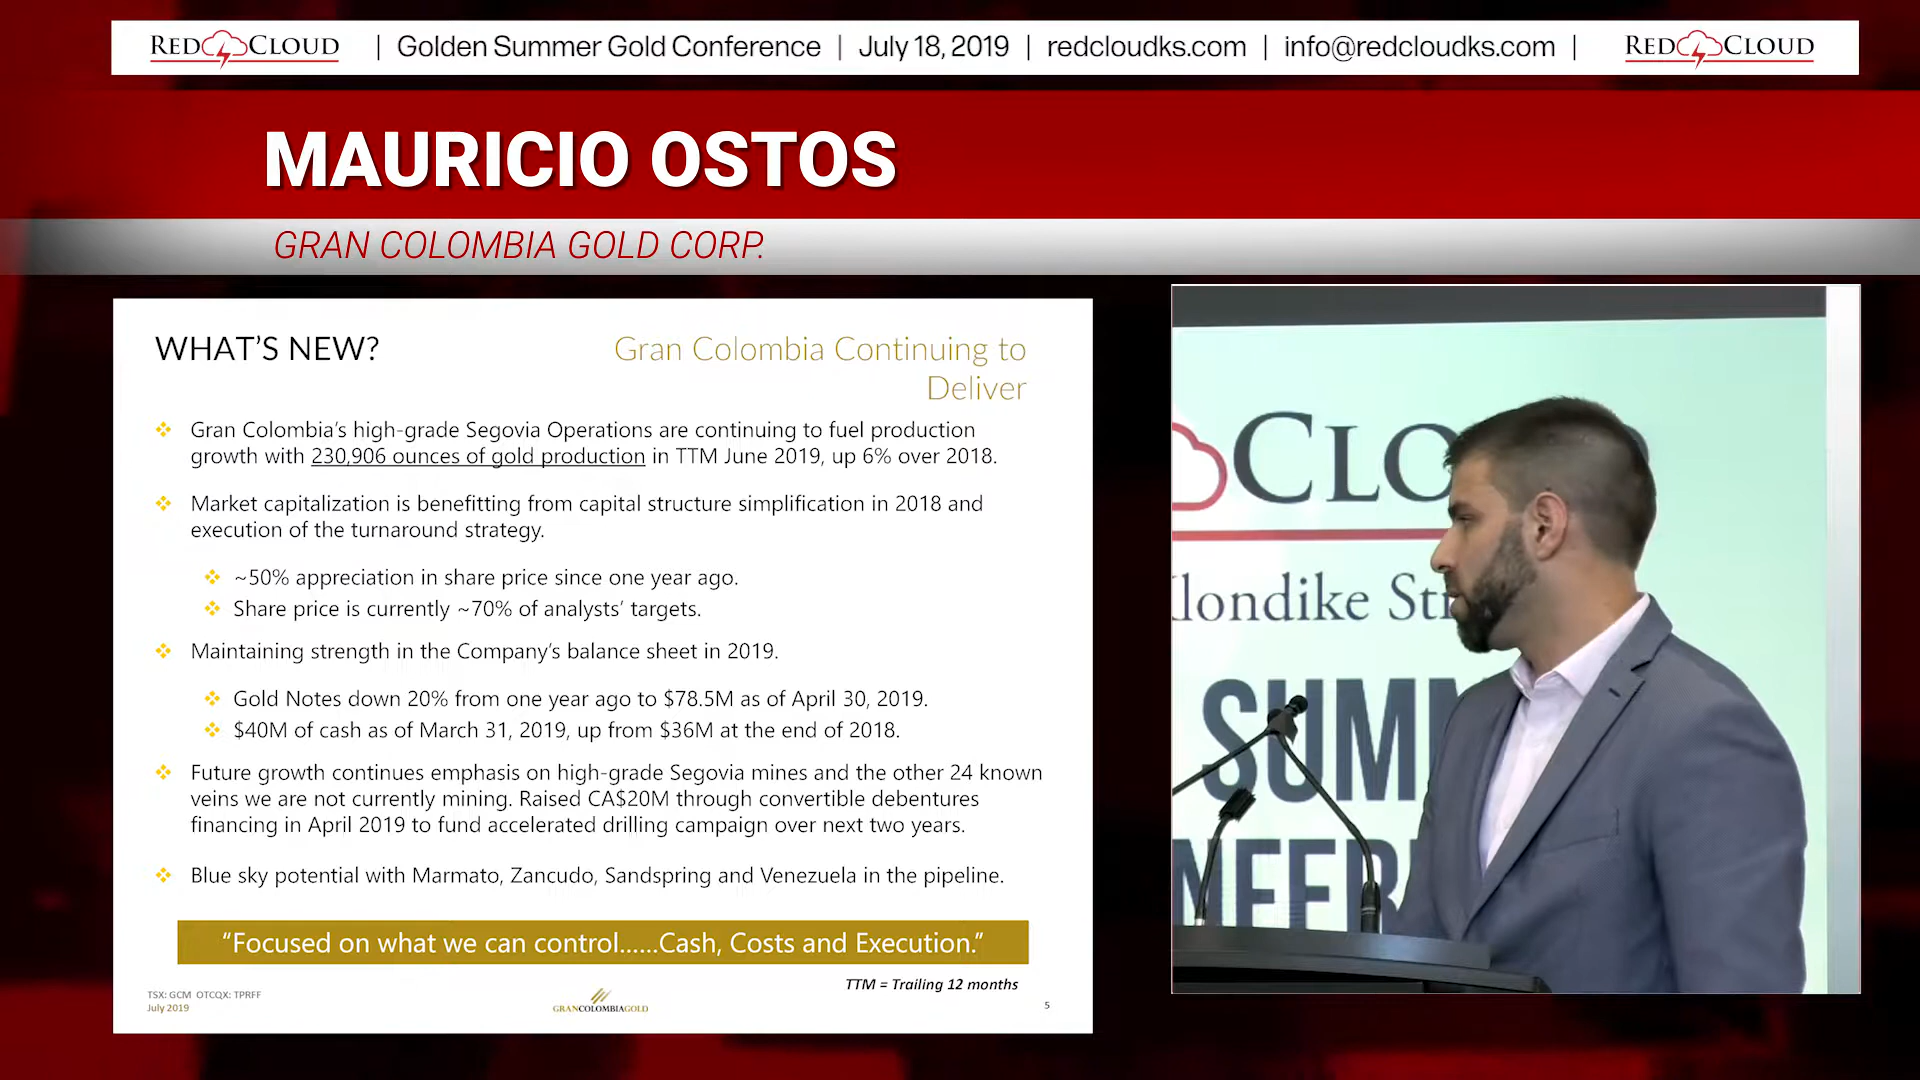 RED CLOUD | Golden Summer Gold Conference | July 18, 2019 | redcloudks.com | info@redcloudks.com | RED CLOUD
MAURICIO OSTOS
GRAN COLOMBIA GOLD CORP.
WHAT'S NEW?
Gran Colombia Continuing to
Deliver
Gran Colombia's high-grade Segovia Operations are continuing to fuel production
growth with 230,906 ounces of gold production in TTM June 2019, up 6% over 2018.
Market capitalization is benefitting from capital structure simplification in 2018 and
execution of the turnaround strategy.
~50% appreciation in share price since one year ago.
Share price is currently ~70% of analysts' targets.
Maintaining strength in the Company's balance sheet in 2019.
Gold Notes down 20% from one year ago to $78.5M as of April 30, 2019.
$40M of cash as of March 31, 2019, up from $36M at the end of 2018.
Future growth continues emphasis on high-grade Segovia mines and the other 24 known
veins we are not currently mining. Raised CA$20M through convertible debentures
financing in April 2019 to fund accelerated drilling campaign over next two years.
Blue sky potential with Marmato, Zancudo, Sandspring and Venezuela in the pipeline.
"Focused on what we can control......Cash, Costs and Execution."
TTM = Trailing 12 months
TSX: GCM OTCQX: TPRFF
July 2019
GRANCOLOMBIAGOLD
5
CLO
londike St
SUMM
NFER